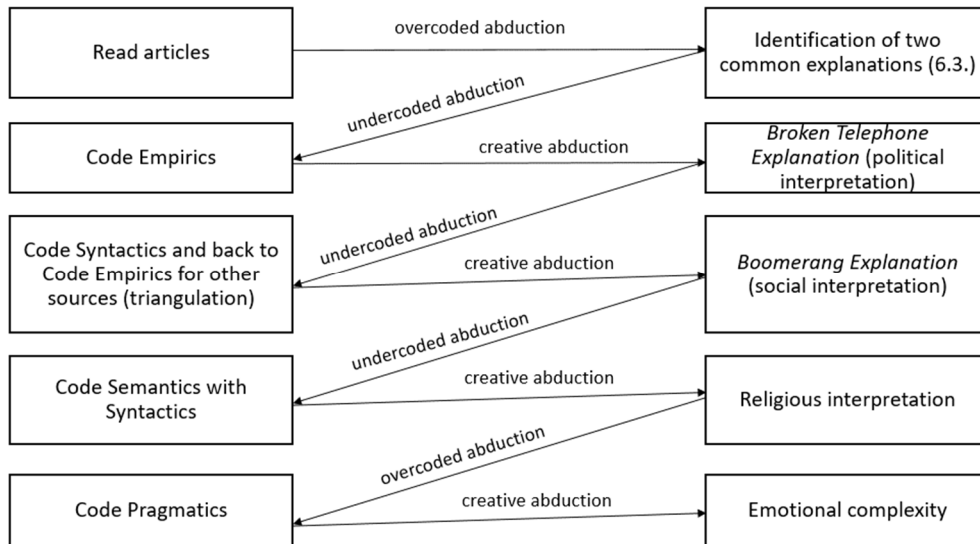 Read articles
overcoded abduction
Identification of two
common explanations (6.3.)
undercoded abduction
Code Empirics
creative abduction
Broken Telephone
Explanation (political
interpretation)
undercoded abduction
Code Syntactics and back to
Code Empirics for other
sources (triangulation)
creative abduction
Boomerang Explanation
(social interpretation)
undercoded abduction
Code Semantics with
Syntactics
creative abduction
Religious interpretation
overcoded abduction
Code Pragmatics
creative abduction
Emotional complexity